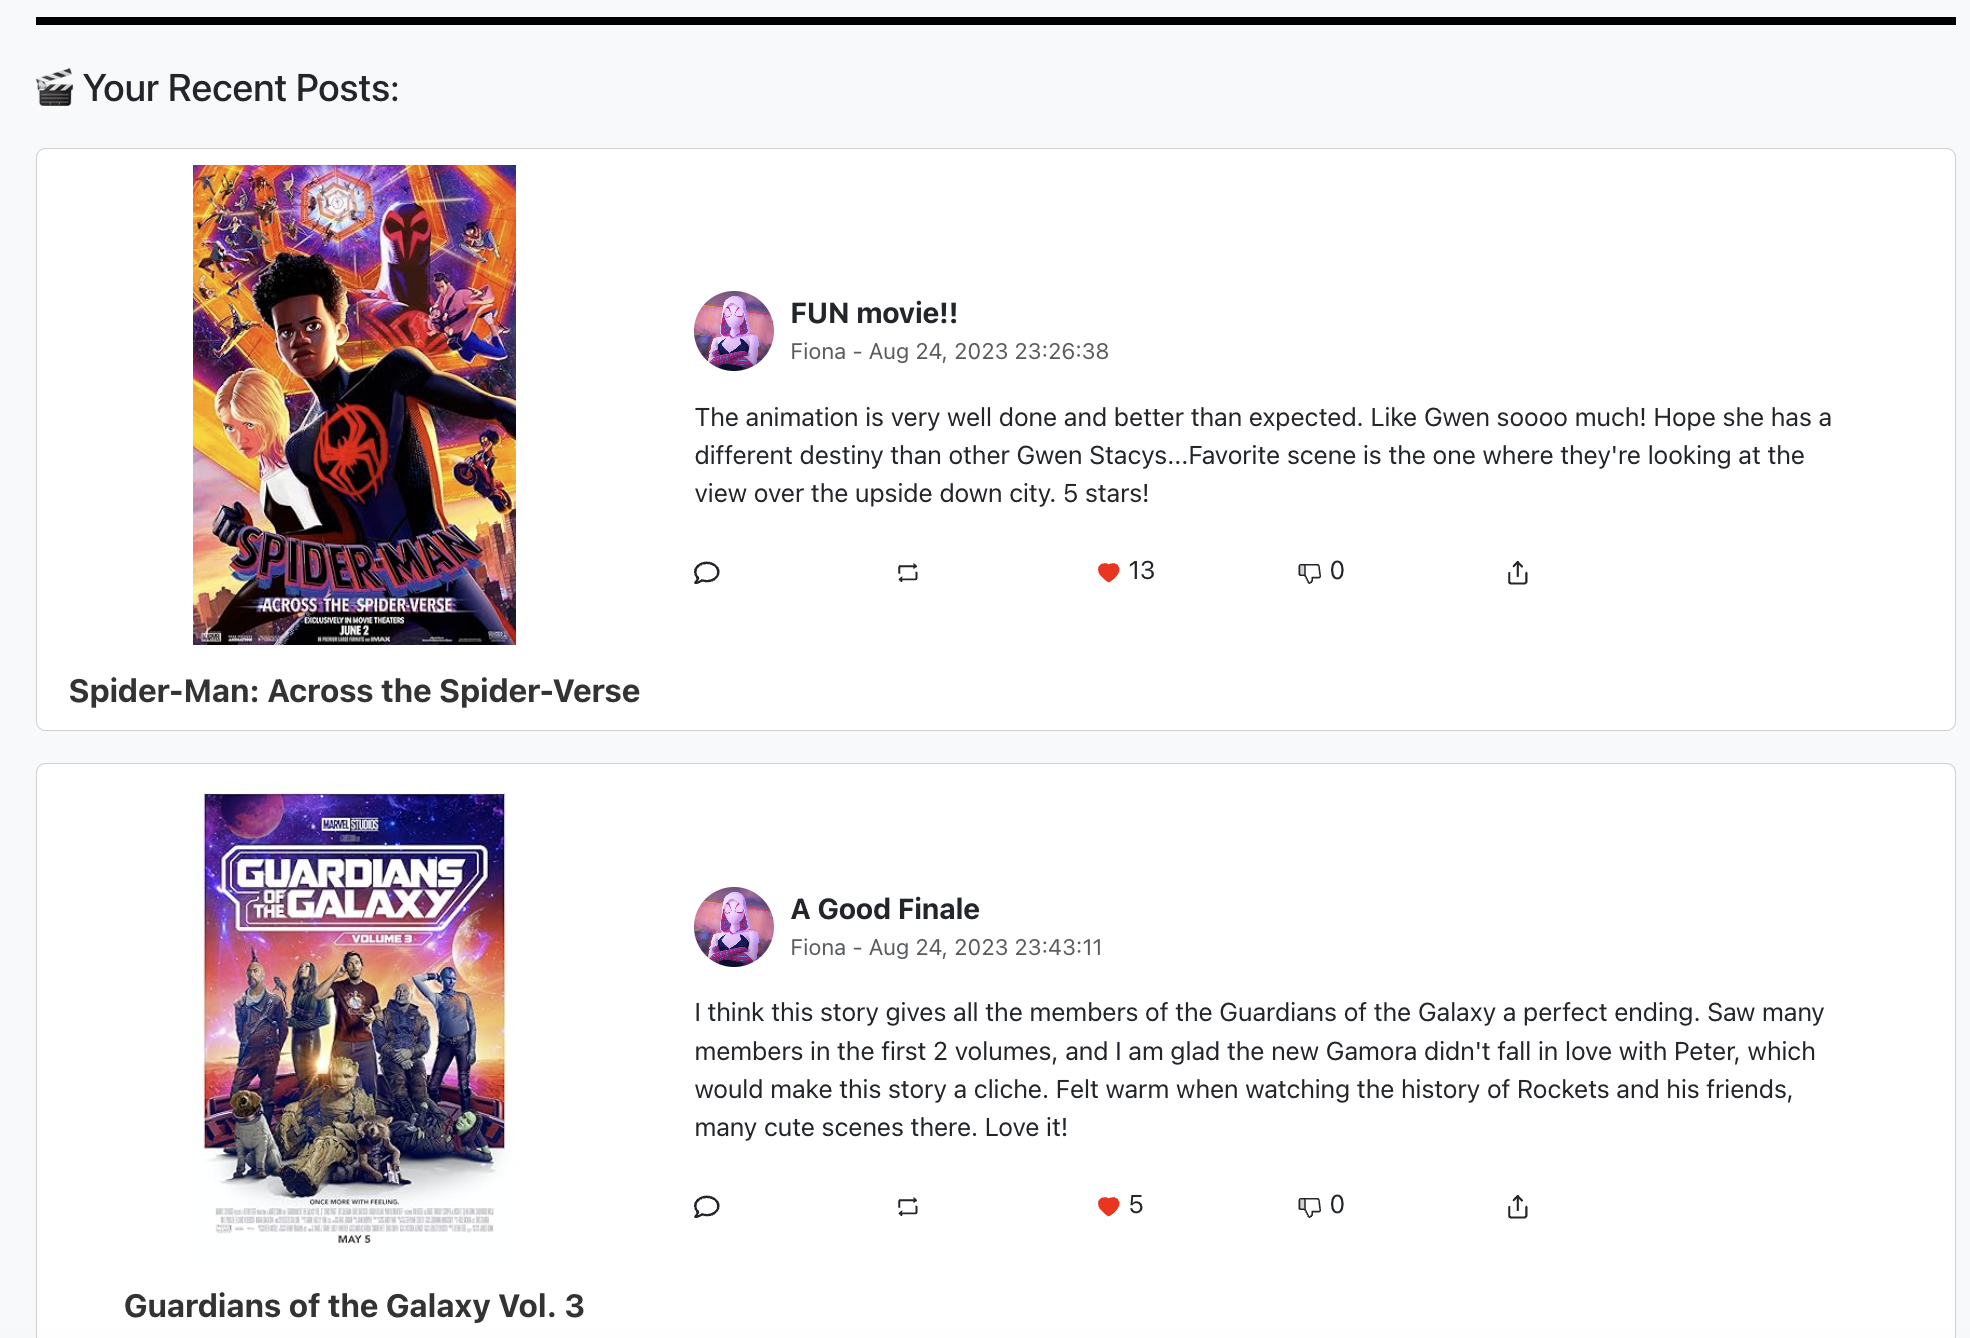 Your Recent Posts:
SPIDER-MAN
ACROSS THE SPIDER-VERSE
EXCLUSIVELY IN MOVIE THEATERS
JUNE 2
Spider-Man: Across the Spider-Verse
FUN movie!!
Fiona - Aug 24, 2023 23:26:38
The animation is very well done and better than expected. Like Gwen soooo much! Hope she has a
different destiny than other Gwen Stacys...Favorite scene is the one where they're looking at the
view over the upside down city. 5 stars!
13
0
MARVEL STUDIOS
GUARDIANS
OF
THE GALAXY
VOLUME 3
ONCE MORE WITH FEELING.
MAY 5
Guardians of the Galaxy Vol. 3
A Good Finale
Fiona - Aug 24, 2023 23:43:11
I think this story gives all the members of the Guardians of the Galaxy a perfect ending. Saw many
members in the first 2 volumes, and I am glad the new Gamora didn't fall in love with Peter, which
would make this story a cliche. Felt warm when watching the history of Rockets and his friends,
many cute scenes there. Love it!
5
0